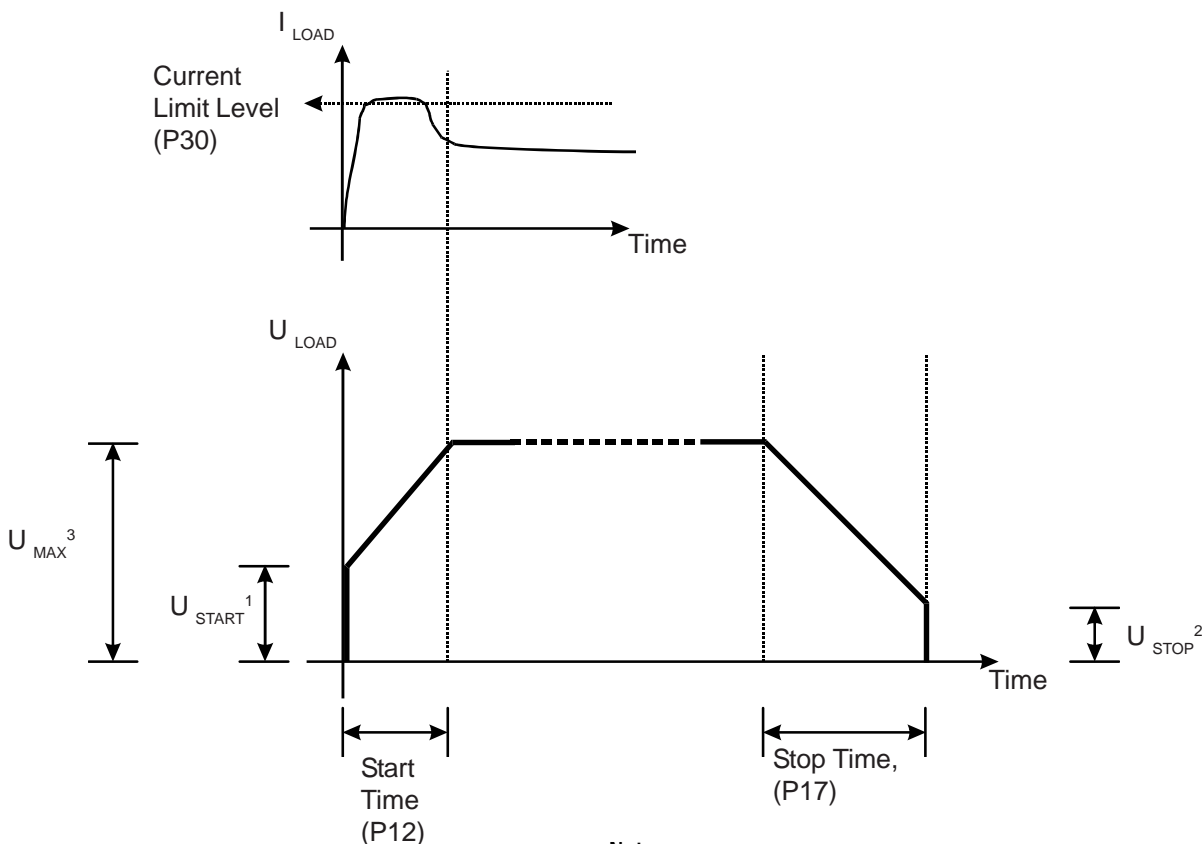 I LOAD
Current
Limit Level
(P30)
Time
U LOAD
U MAX 3
U START 1
U STOP 2
Time
Start
Time
(P12)
Stop Time,
(P17)